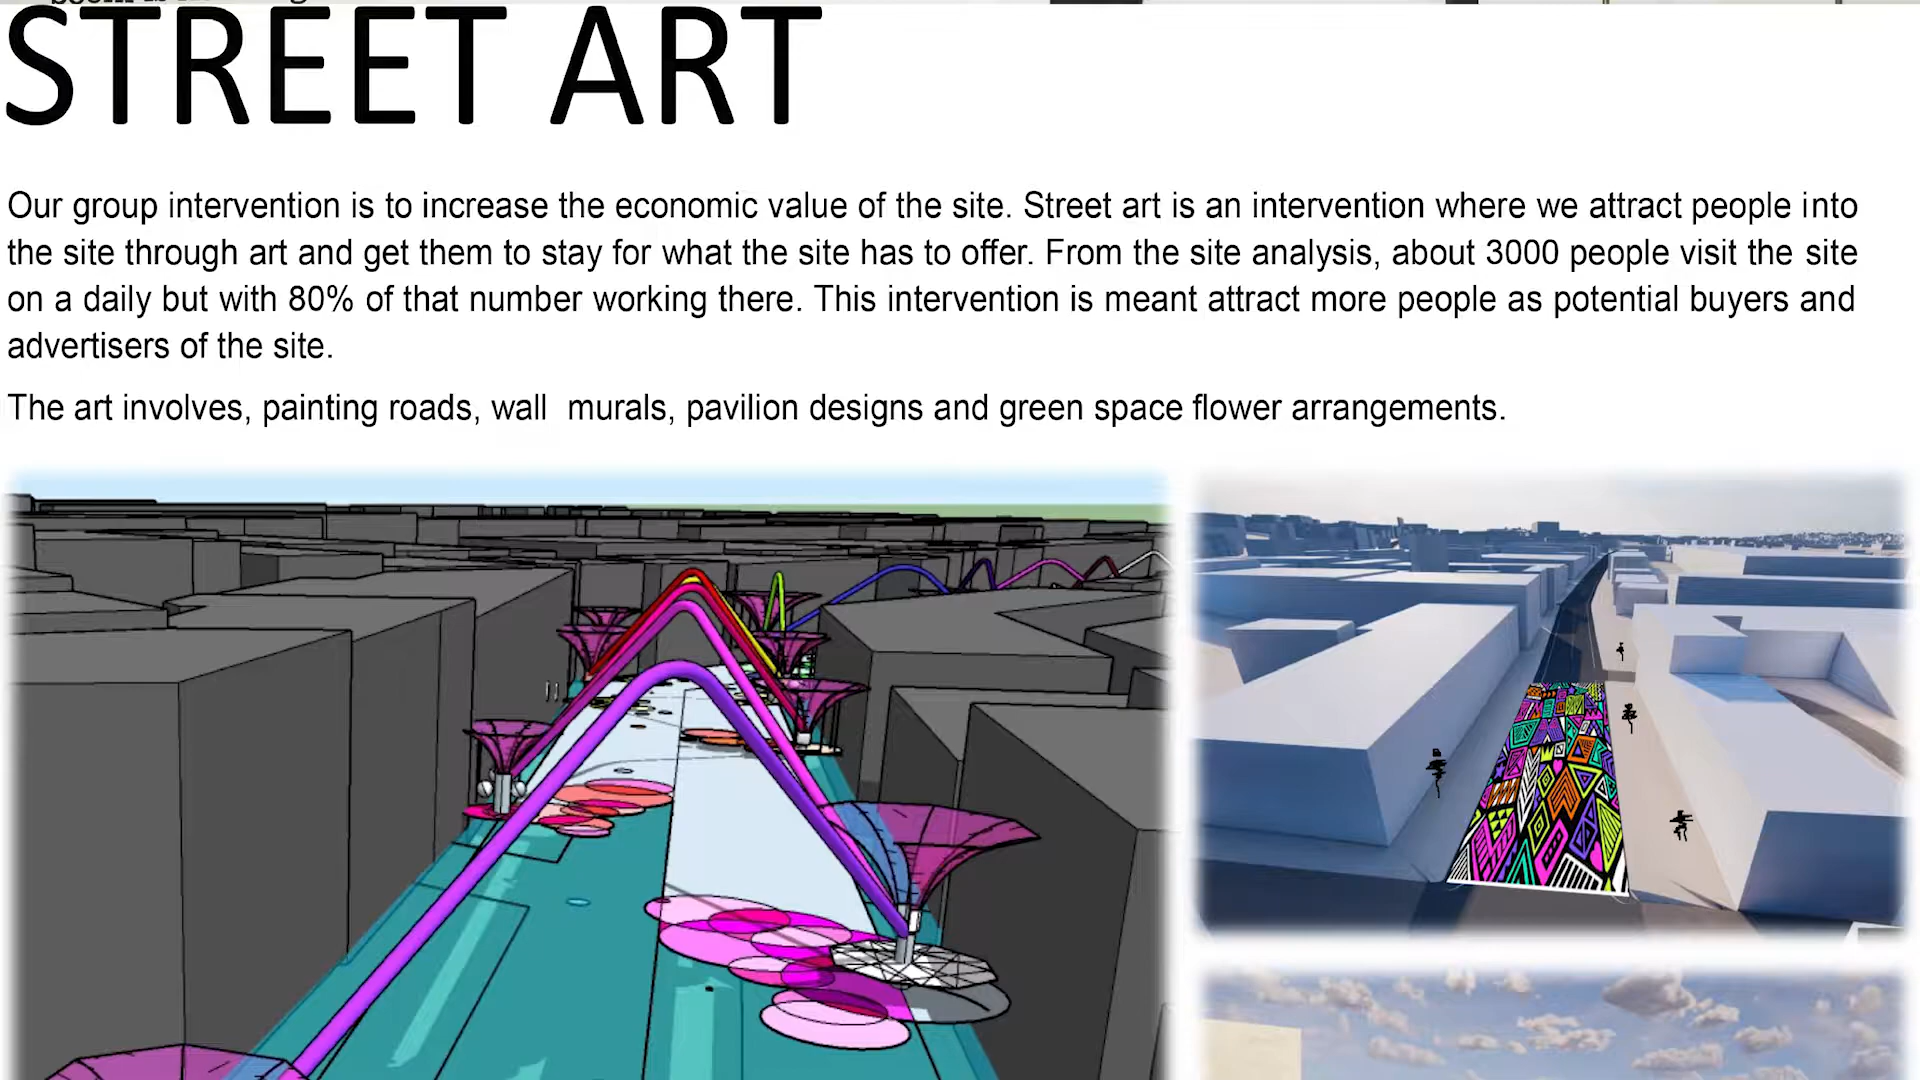 STREET ART
Our group intervention is to increase the economic value of the site. Street art is an intervention where we attract people into
the site through art and get them to stay for what the site has to offer. From the site analysis, about 3000 people visit the site
on a daily but with 80% of that number working there. This intervention is meant attract more people as potential buyers and
advertisers of the site.
The art involves, painting roads, wall murals, pavilion designs and green space flower arrangements.